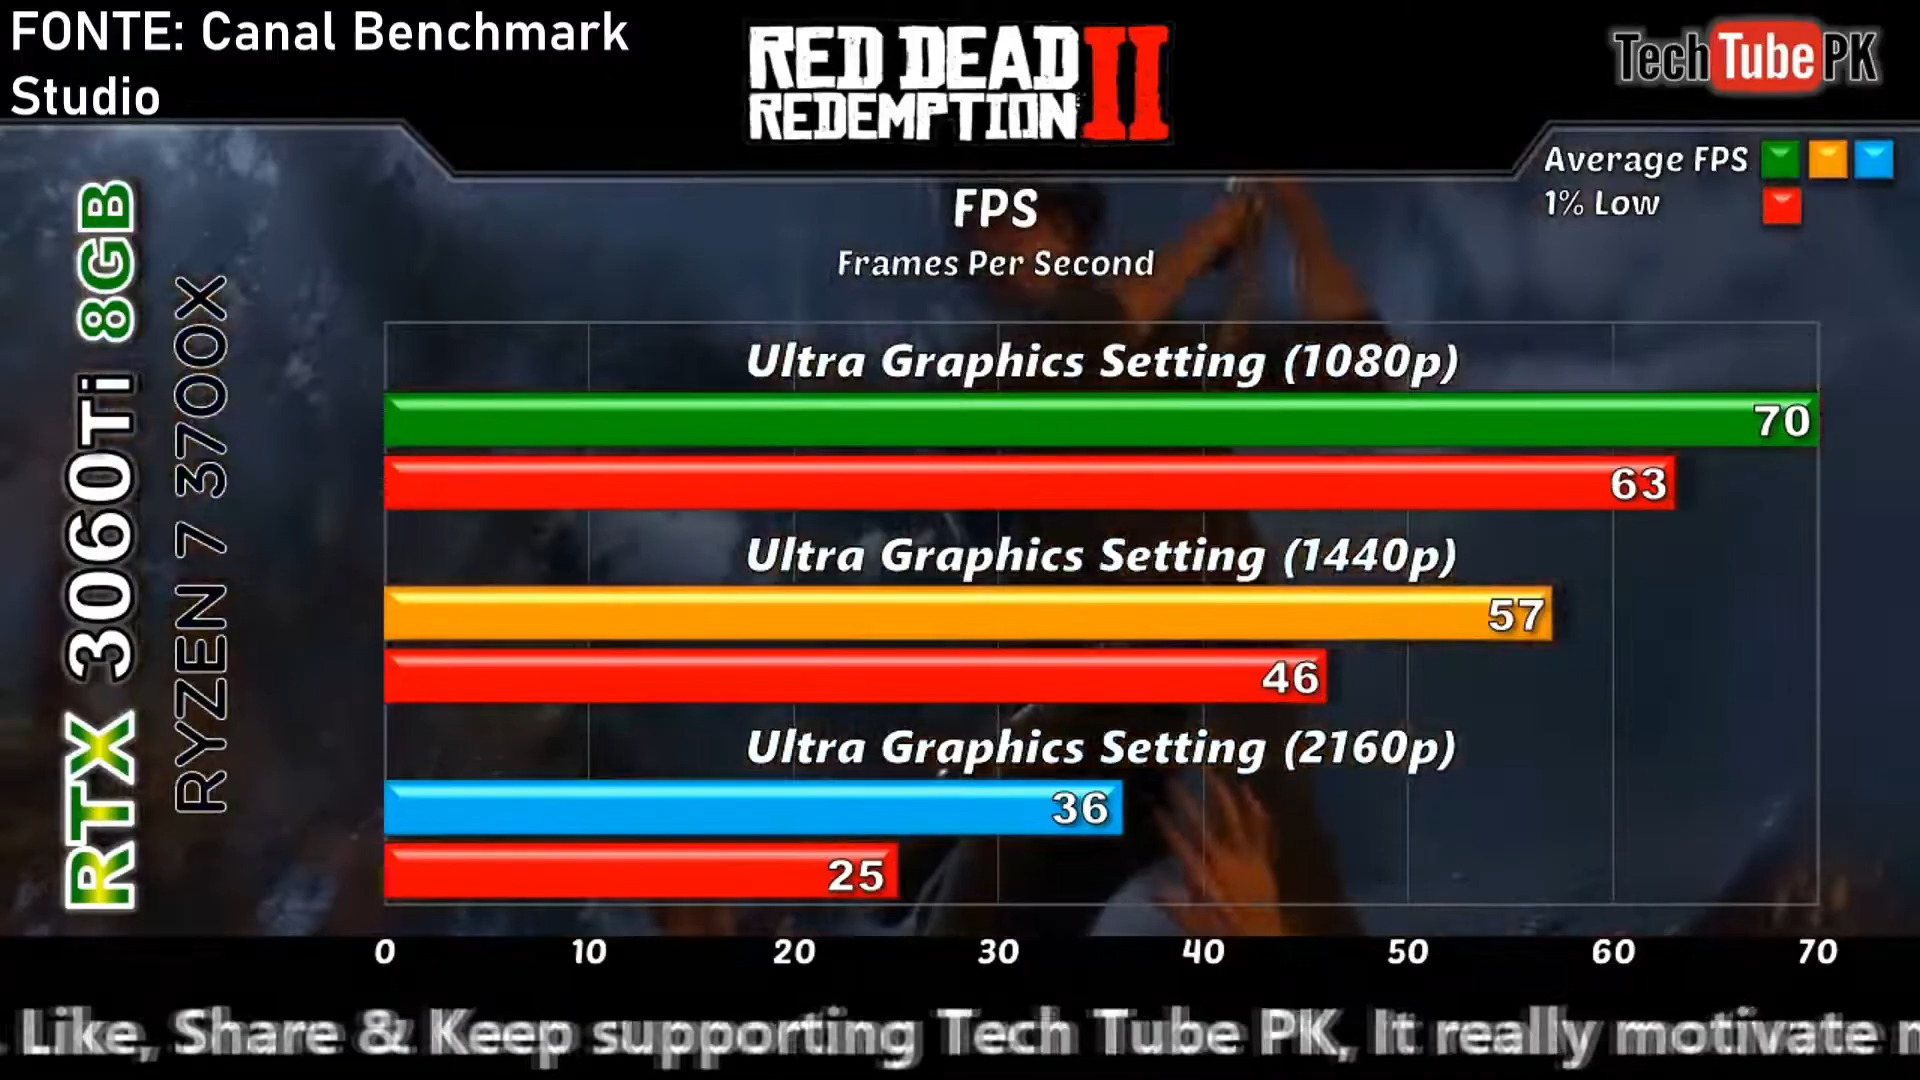 FONTE: Canal Benchmark
Studio
RED DEAD
REDEMPTION II
TechTubePK
Average FPS
1% Low
FPS
Frames Per Second
RTX 3060Ti 8GB
RYZEN 7 3700X
Ultra Graphics Setting (1080p)
70
63
Ultra Graphics Setting (1440p)
57
46
Ultra Graphics Setting (2160p)
36
25
0 10 20 30 40 50 60 70
Like, Share & Keep supporting Tech Tube PK, It really motivate